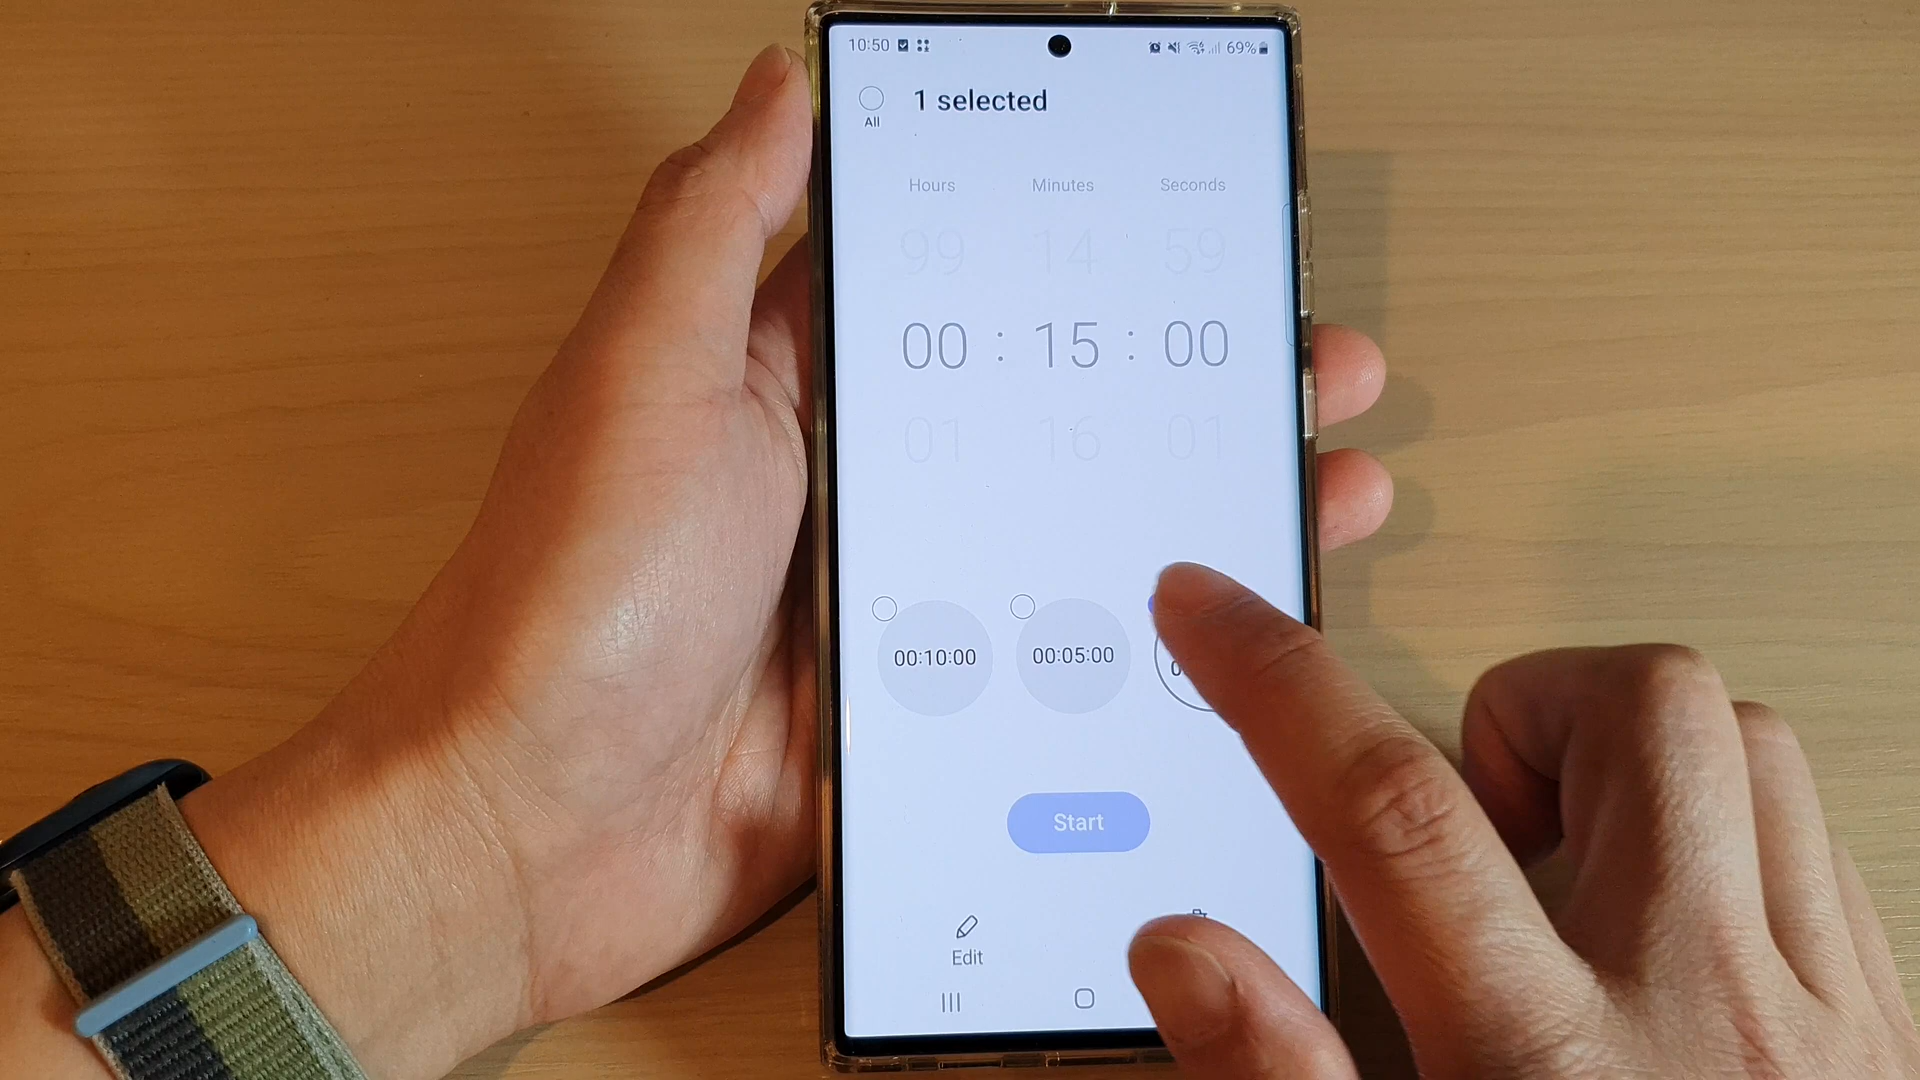 10:50 69%
1 selected
All
Hours Minutes Seconds
99 14 59
00 : 15 : 00
01 16 01
00:10:00 00:05:00
Start
Edit